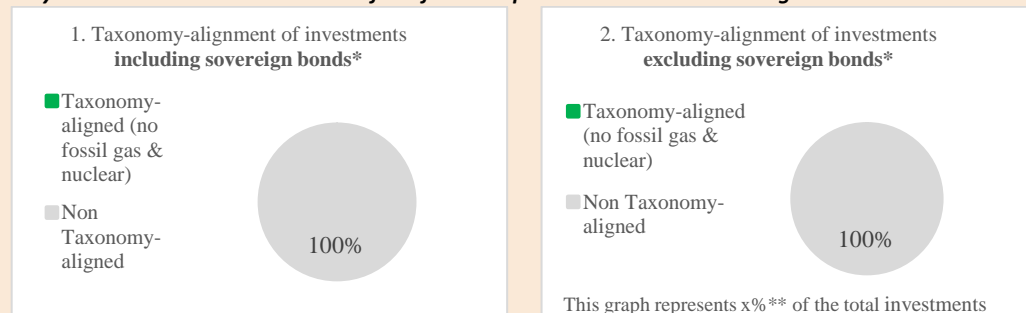 1. Taxonomy-alignment of investments
including sovereign bonds*
Taxonomy-
aligned (no
fossil gas &
nuclear)
Non
Taxonomy-
aligned
100%
2. Taxonomy-alignment of investments
excluding sovereign bonds*
Taxonomy-aligned
(no fossil gas &
nuclear)
Non Taxonomy-
aligned
100%
This graph represents x%** of the total investments